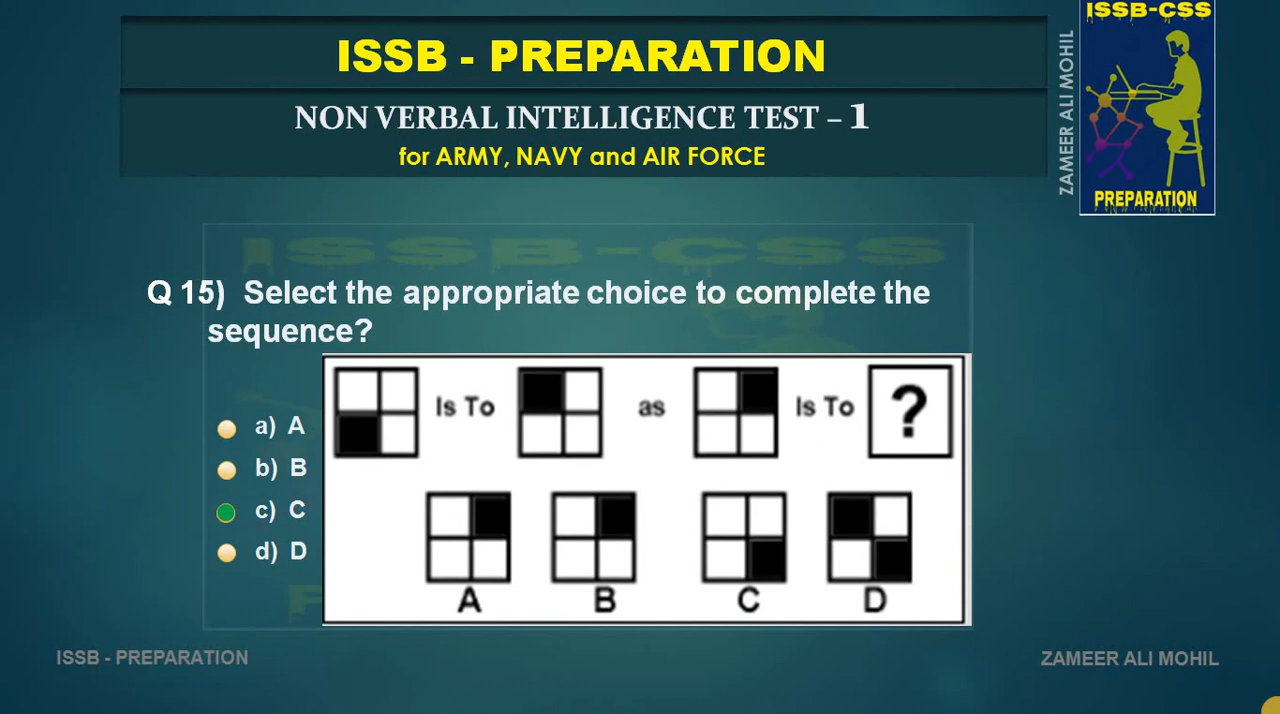 ISSB-CSS
ISSB - PREPARATION
ZAMEER ALI MOHIL
NON VERBAL INTELLIGENCE TEST – 1
for ARMY, NAVY and AIR FORCE
PREPARATION
ISSB-CSS
Q 15) Select the appropriate choice to complete the
sequence?
Is To as Is To ?
a) A
b) B
c) C
d) D
A B C D
ISSB - PREPARATION
ZAMEER ALI MOHIL